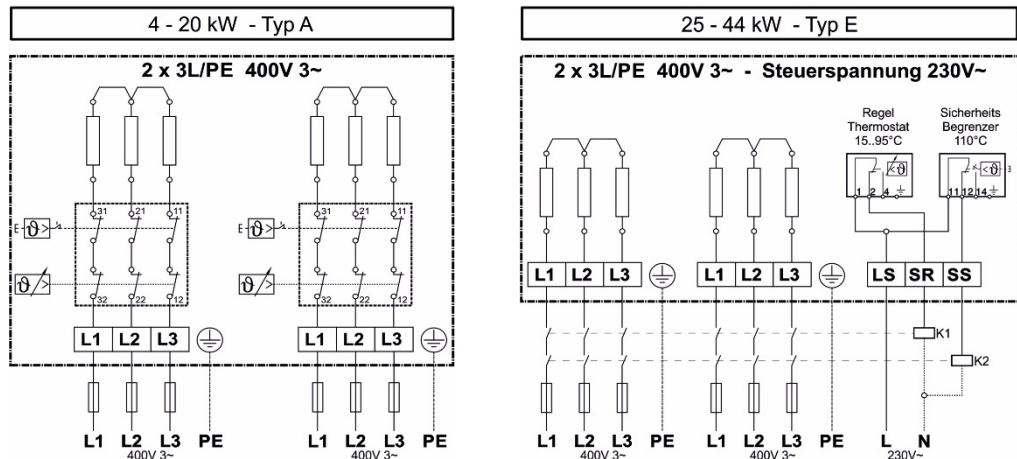 4 - 20 kW - Typ A
2 x 3L/PE 400V 3~
31 21 11
31 21 11
E ϑ >
E ϑ >
ϑ >
ϑ >
32 22 12
32 22 12
L1 L2 L3
L1 L2 L3
L1 L2 L3 PE
L1 L2 L3 PE
400V 3~
400V 3~
25 - 44 kW - Typ E
2 x 3L/PE 400V 3~ - Steuerspannung 230V~
Regel
Thermostat
15..95°C
Sicherheits
Begrenzer
110°C
1 2 4
11 12 14
L1 L2 L3
L1 L2 L3
LS SR SS
K1
K2
L1 L2 L3 PE
L1 L2 L3 PE
L N
400V 3~
400V 3~
230V~